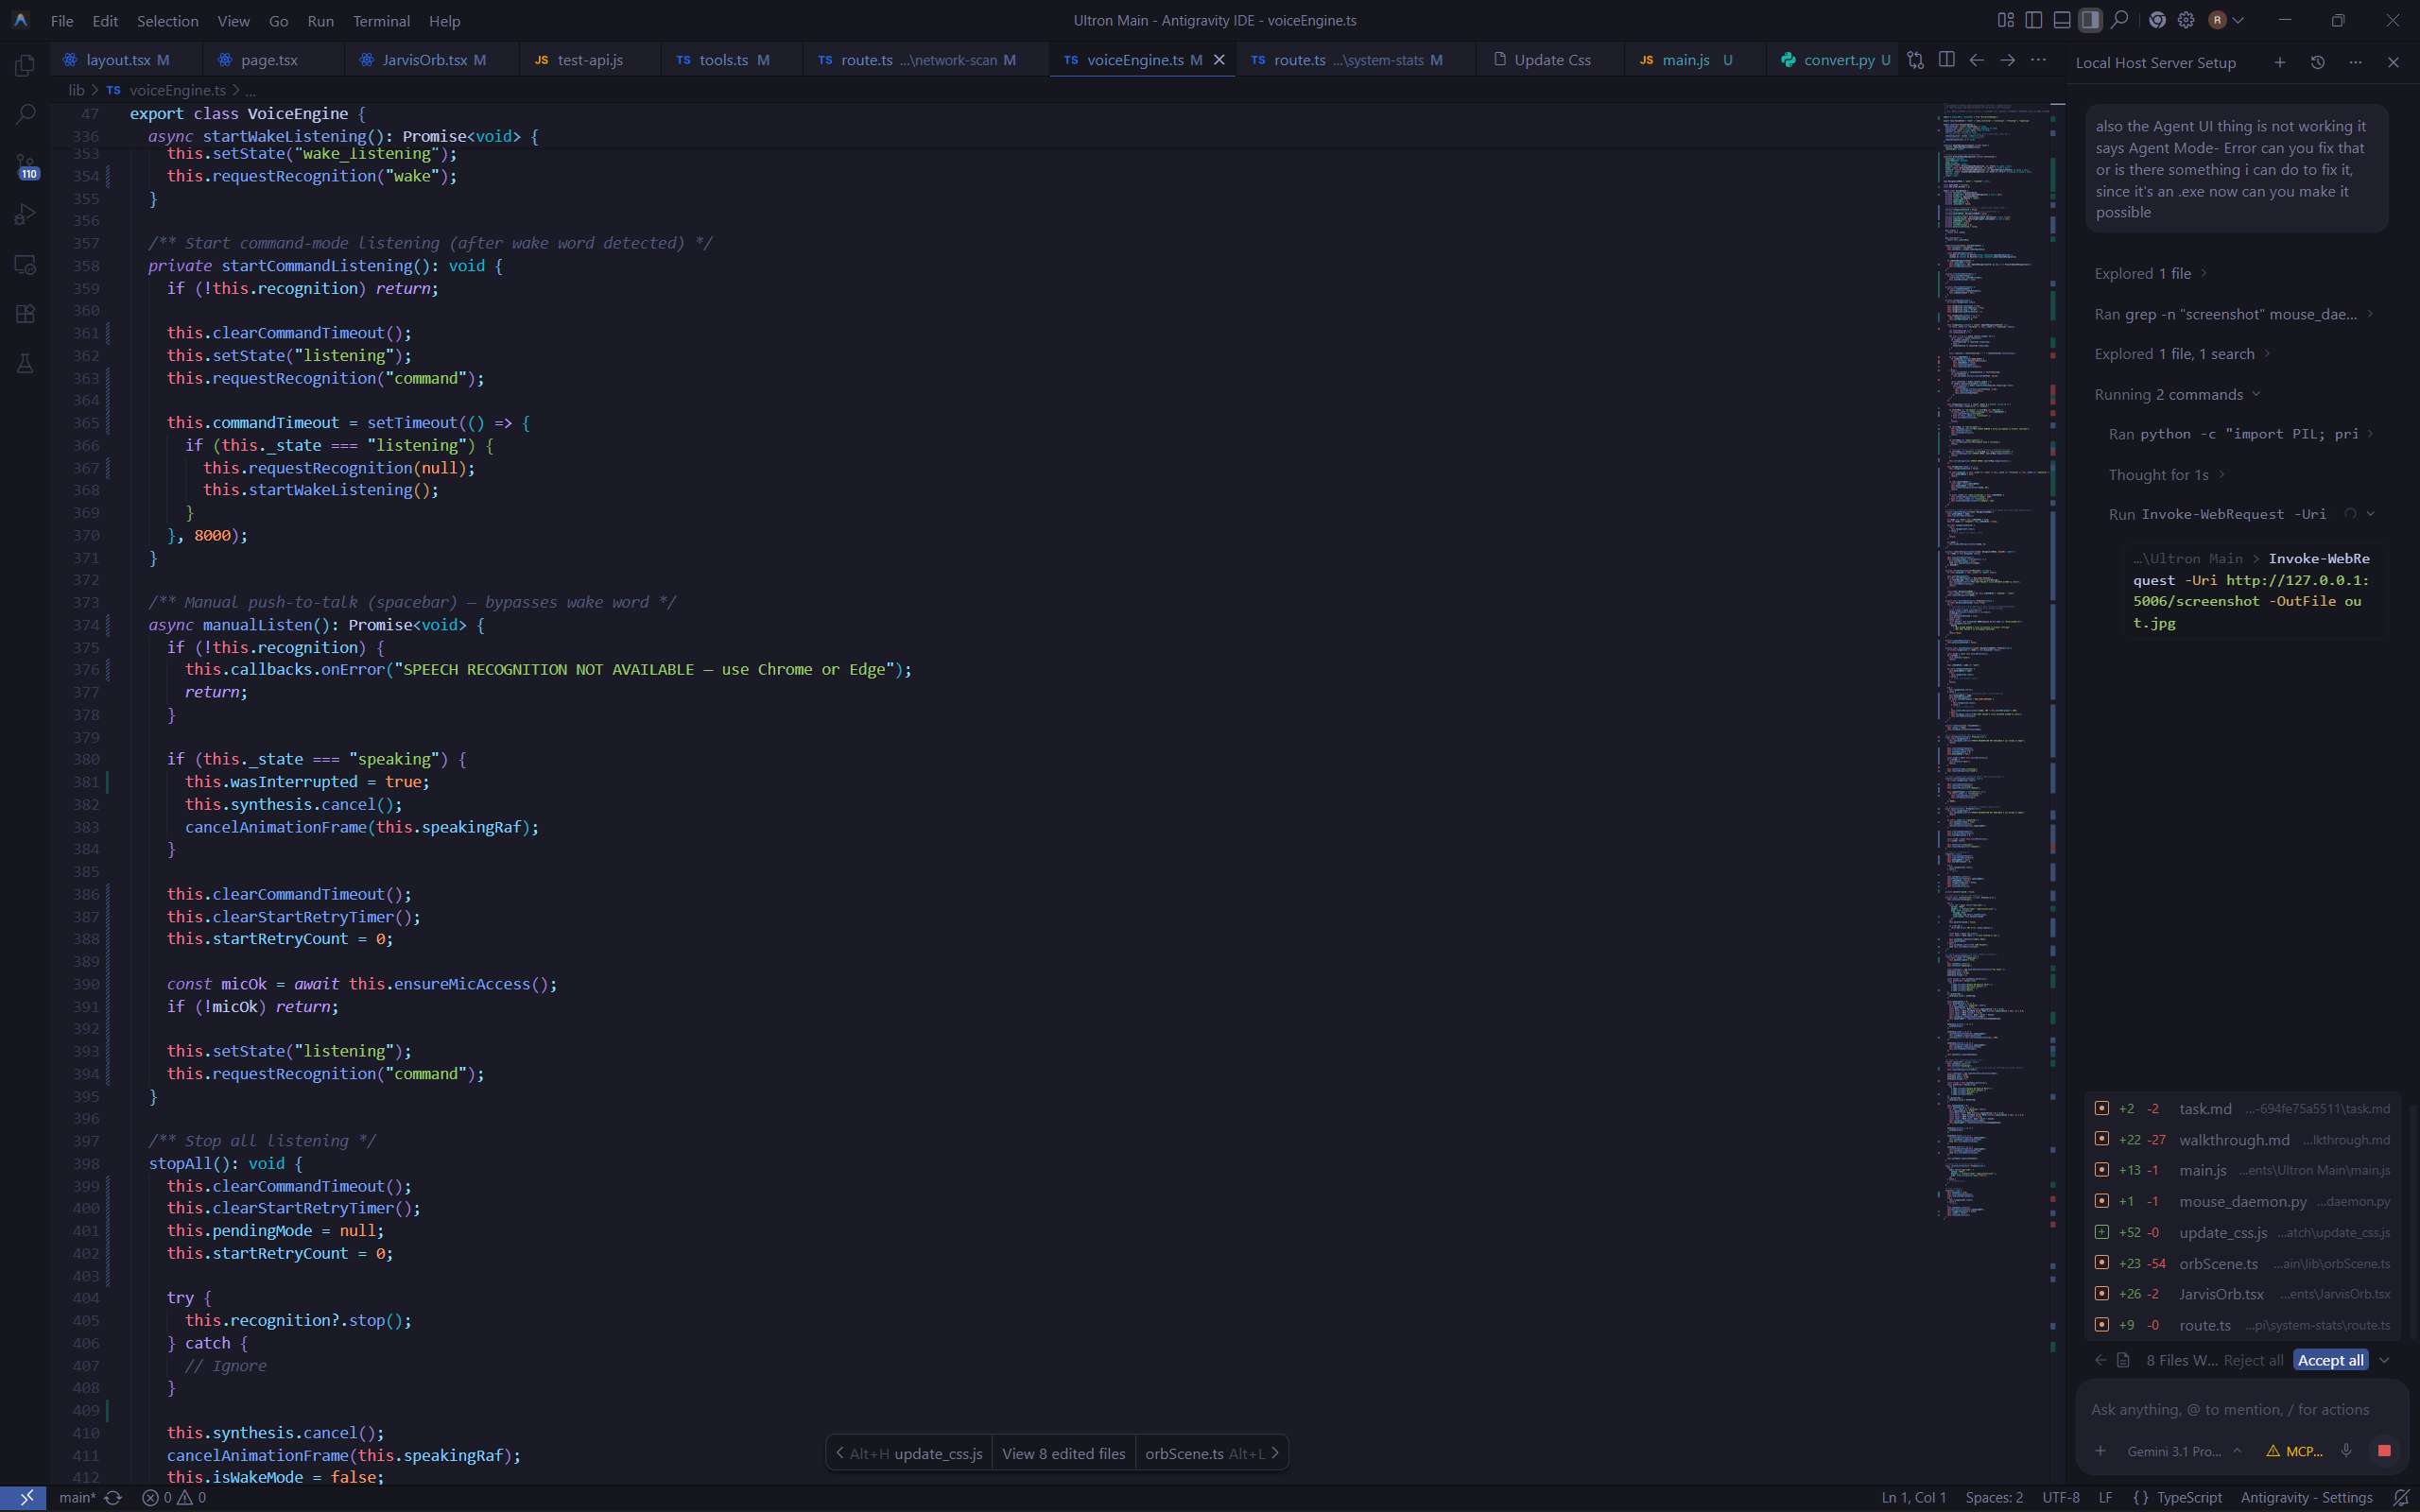 File Edit Selection View Go Run Terminal Help
Ultron Main - Antigravity IDE - voiceEngine.ts
R
layout.tsx M
page.tsx
JarvisOrb.tsx M
JS test-api.js
TS tools.ts M
TS route.ts ...\network-scan M
TS voiceEngine.ts M
TS route.ts ...\system-stats M
Update Css
JS main.js U
convert.py U
lib > TS voiceEngine.ts > ...
47 export class VoiceEngine {
336 async startWakeListening(): Promise<void> {
353 this.setState("wake_listening");
354 this.requestRecognition("wake");
355 }
356
357 /** Start command-mode listening (after wake word detected) */
358 private startCommandListening(): void {
359 if (!this.recognition) return;
360
361 this.clearCommandTimeout();
362 this.setState("listening");
363 this.requestRecognition("command");
364
365 this.commandTimeout = setTimeout(() => {
366 if (this._state === "listening") {
367 this.requestRecognition(null);
368 this.startWakeListening();
369 }
370 }, 8000);
371 }
372
373 /** Manual push-to-talk (spacebar) — bypasses wake word */
374 async manualListen(): Promise<void> {
375 if (!this.recognition) {
376 this.callbacks.onError("SPEECH RECOGNITION NOT AVAILABLE — use Chrome or Edge");
377 return;
378 }
379
380 if (this._state === "speaking") {
381 this.wasInterrupted = true;
382 this.synthesis.cancel();
383 cancelAnimationFrame(this.speakingRaf);
384 }
385
386 this.clearCommandTimeout();
387 this.clearStartRetryTimer();
388 this.startRetryCount = 0;
389
390 const micOk = await this.ensureMicAccess();
391 if (!micOk) return;
392
393 this.setState("listening");
394 this.requestRecognition("command");
395 }
396
397 /** Stop all listening */
398 stopAll(): void {
399 this.clearCommandTimeout();
400 this.clearStartRetryTimer();
401 this.pendingMode = null;
402 this.startRetryCount = 0;
403
404 try {
405 this.recognition?.stop();
406 } catch {
407 // Ignore
408 }
409
410 this.synthesis.cancel();
411 cancelAnimationFrame(this.speakingRaf);
412 this.isWakeMode = false;
110
Alt+H update_css.js
View 8 edited files
orbScene.ts Alt+L
Local Host Server Setup
also the Agent UI thing is not working it
says Agent Mode- Error can you fix that
or is there something i can do to fix it,
since it's an .exe now can you make it
possible
Explored 1 file
Ran grep -n "screenshot" mouse_dae...
Explored 1 file, 1 search
Running 2 commands
Ran python -c "import PIL; pri
Thought for 1s
Run Invoke-WebRequest -Uri
...\Ultron Main > Invoke-WebRe
quest -Uri http://127.0.0.1:
5006/screenshot -OutFile ou
t.jpg
+2 -2 task.md ...-694fe75a5511\task.md
+22 -27 walkthrough.md ...lkthrough.md
+13 -1 main.js ...ents\Ultron Main\main.js
+1 -1 mouse_daemon.py ...daemon.py
+52 -0 update_css.js ...atch\update_css.js
+23 -54 orbScene.ts ...ain\lib\orbScene.ts
+26 -2 JarvisOrb.tsx ...ents\JarvisOrb.tsx
+9 -0 route.ts ...pi\system-stats\route.ts
8 Files W... Reject all Accept all
Ask anything, @ to mention, / for actions
Gemini 3.1 Pro... MCP...
main* 0 0
Ln 1, Col 1 Spaces: 2 UTF-8 LF {} TypeScript Antigravity - Settings